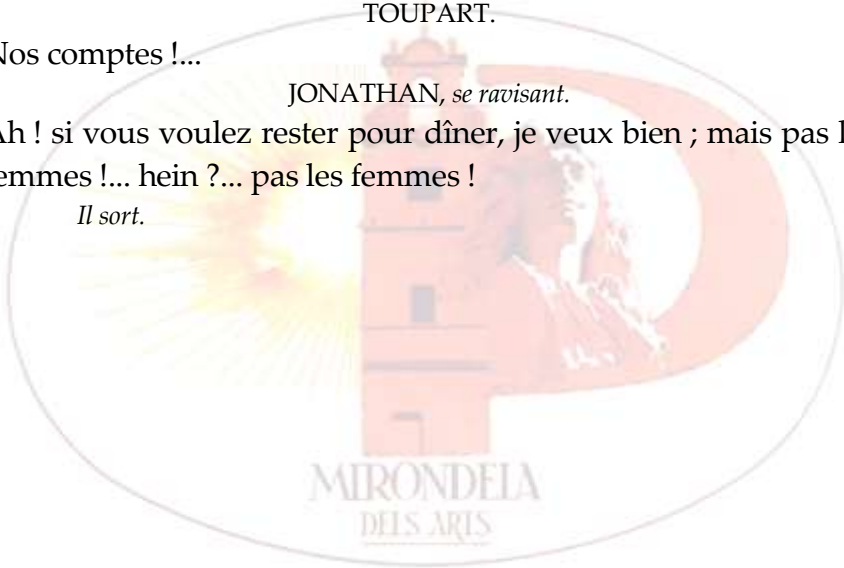 TOUPART.
Nos comptes !...
JONATHAN, se ravisant.
Ah ! si vous voulez rester pour dîner, je veux bien ; mais pas
femmes !... hein ?... pas les femmes !
Il sort.
MIRONDELA
DELS ARTS